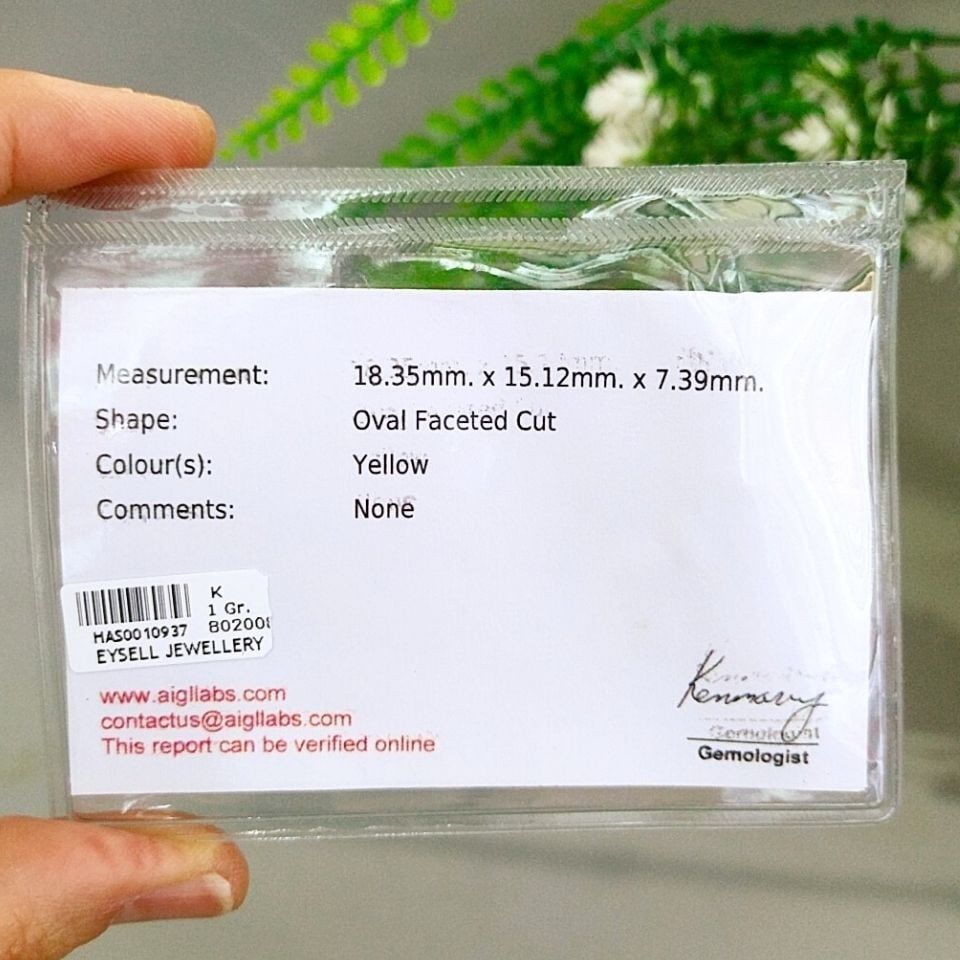 Measurement: 18.35mm. x 15.12mm. x 7.39mm.
Shape: Oval Faceted Cut
Colour(s): Yellow
Comments: None
K
1 Gr.
HAS0010937
EYSELL JEWELLERY
www.aigllabs.com
contactus@aigllabs.com
This report can be verified online
Gemologist